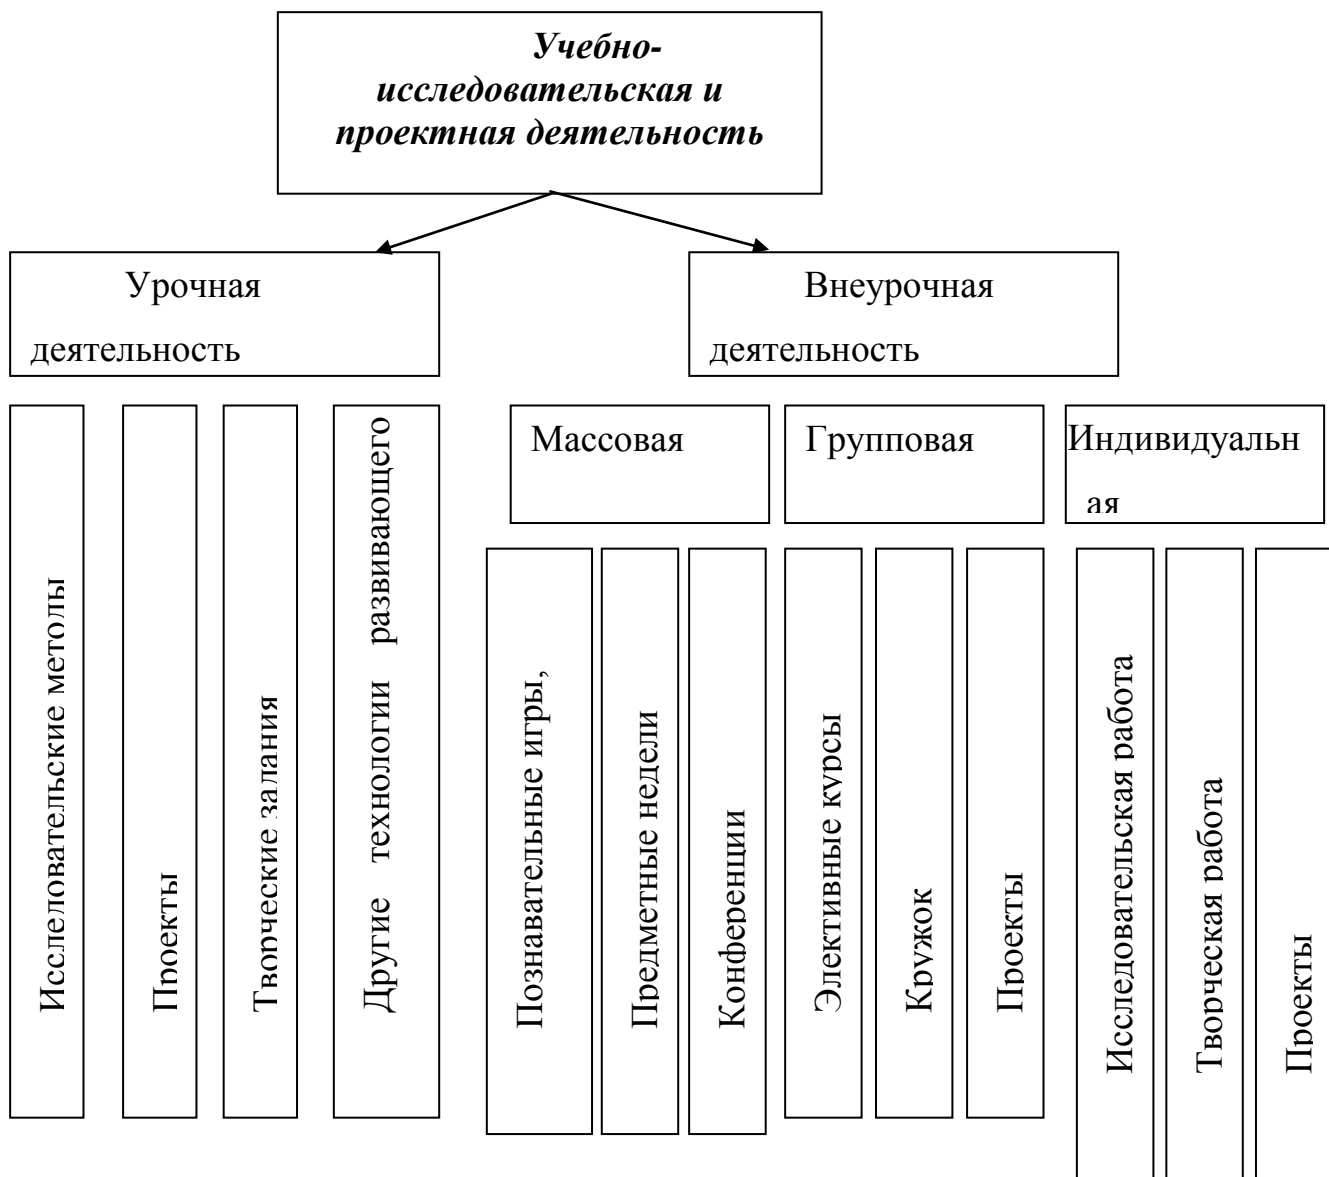 Учебно-
исследовательская и
проектная деятельность
Урочная
деятельность
Внеурочная
деятельность
Исследовательские методы
Проекты
Творческие задания
Другие технологии развивающего
Массовая
Групповая
Индивидуальн
ая
Познавательные игры,
Предметные недели
Конференции
Элективные курсы
Кружок
Проекты
Исследовательская работа
Творческая работа
Проекты